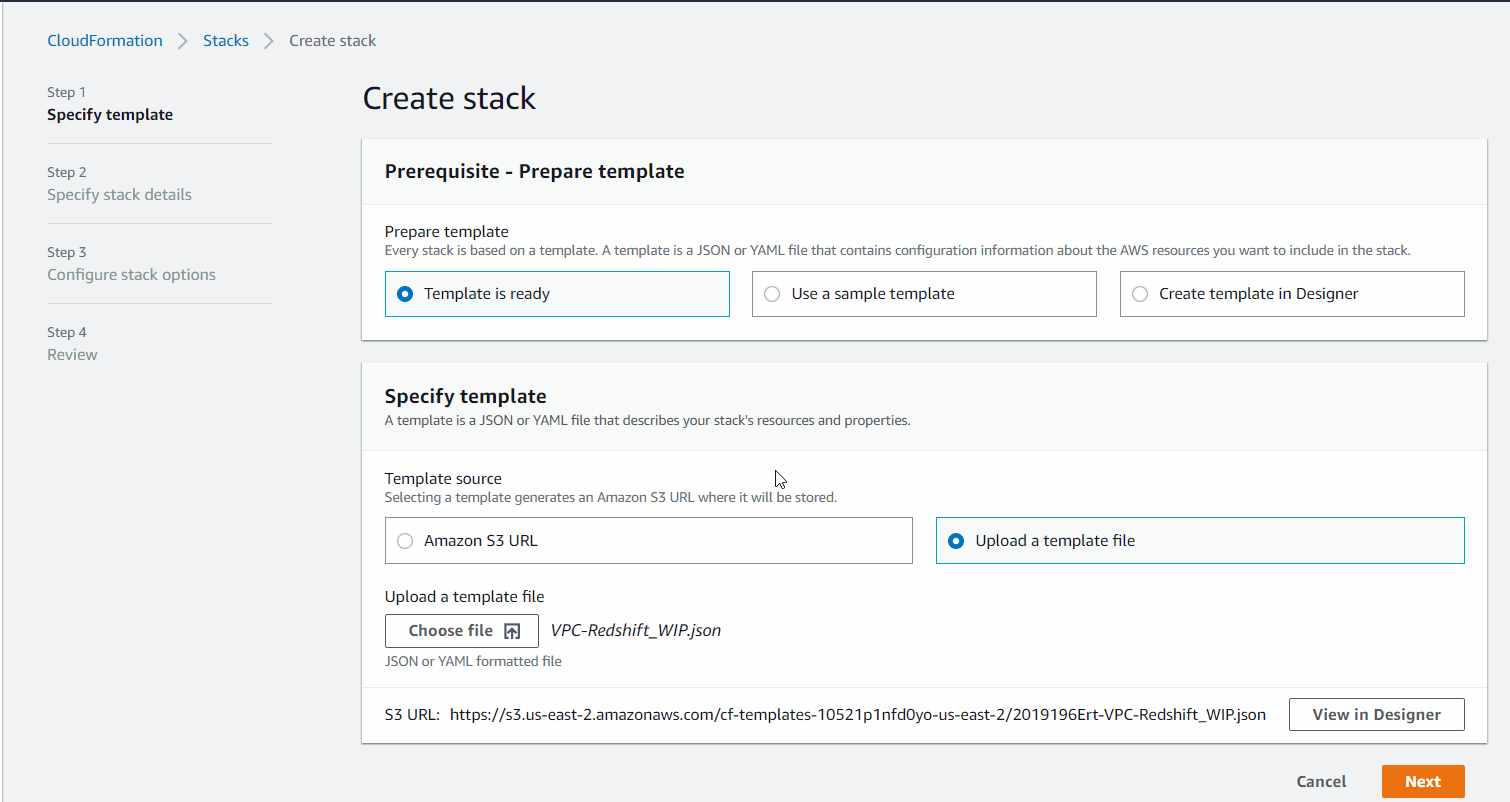 CloudFormation Stacks Create stack
Step 1
Specify template
Step 2
Specify stack details
Step 3
Configure stack options
Step 4
Review
Create stack
Prerequisite - Prepare template
Prepare template
Every stack is based on a template. A template is a JSON or YAML file that contains configuration information about the AWS resources you want to include in the stack.
Template is ready Use a sample template Create template in Designer
Specify template
A template is a JSON or YAML file that describes your stack's resources and properties.
Template source
Selecting a template generates an Amazon S3 URL where it will be stored.
Amazon S3 URL Upload a template file
Upload a template file
Choose file VPC-Redshift_WIP.json
JSON or YAML formatted file
S3 URL: https://s3.us-east-2.amazonaws.com/cf-templates-10521p1nfd0yo-us-east-2/2019196Ert-VPC-Redshift_WIP.json View in Designer
Cancel Next